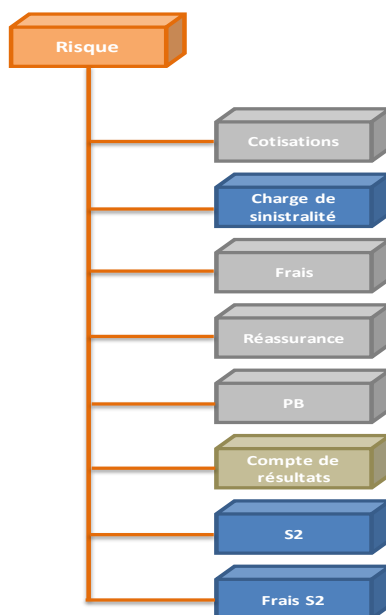 Risque
Cotisations
Charge de
sinistralité
Frais
Réassurance
PB
Compte de
résultats
S2
Frais S2